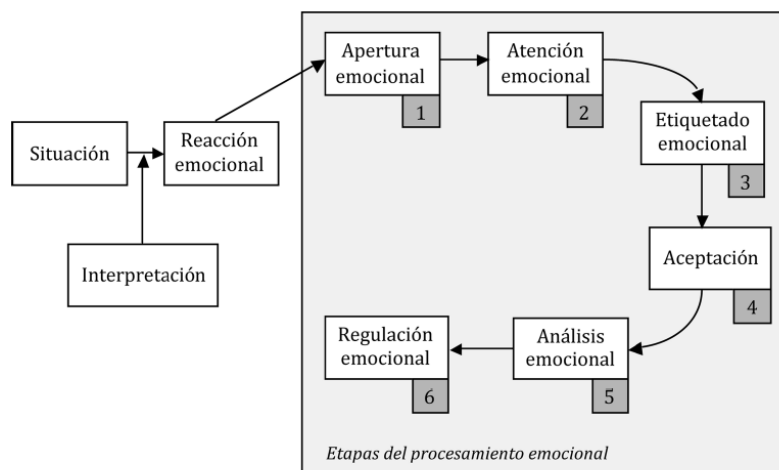 Situación
Interpretación
Reacción
emocional
Apertura
emocional
1
Atención
emocional
2
Etiquetado
emocional
3
Aceptación
4
Análisis
emocional
5
Regulación
emocional
6
Etapas del procesamiento emocional